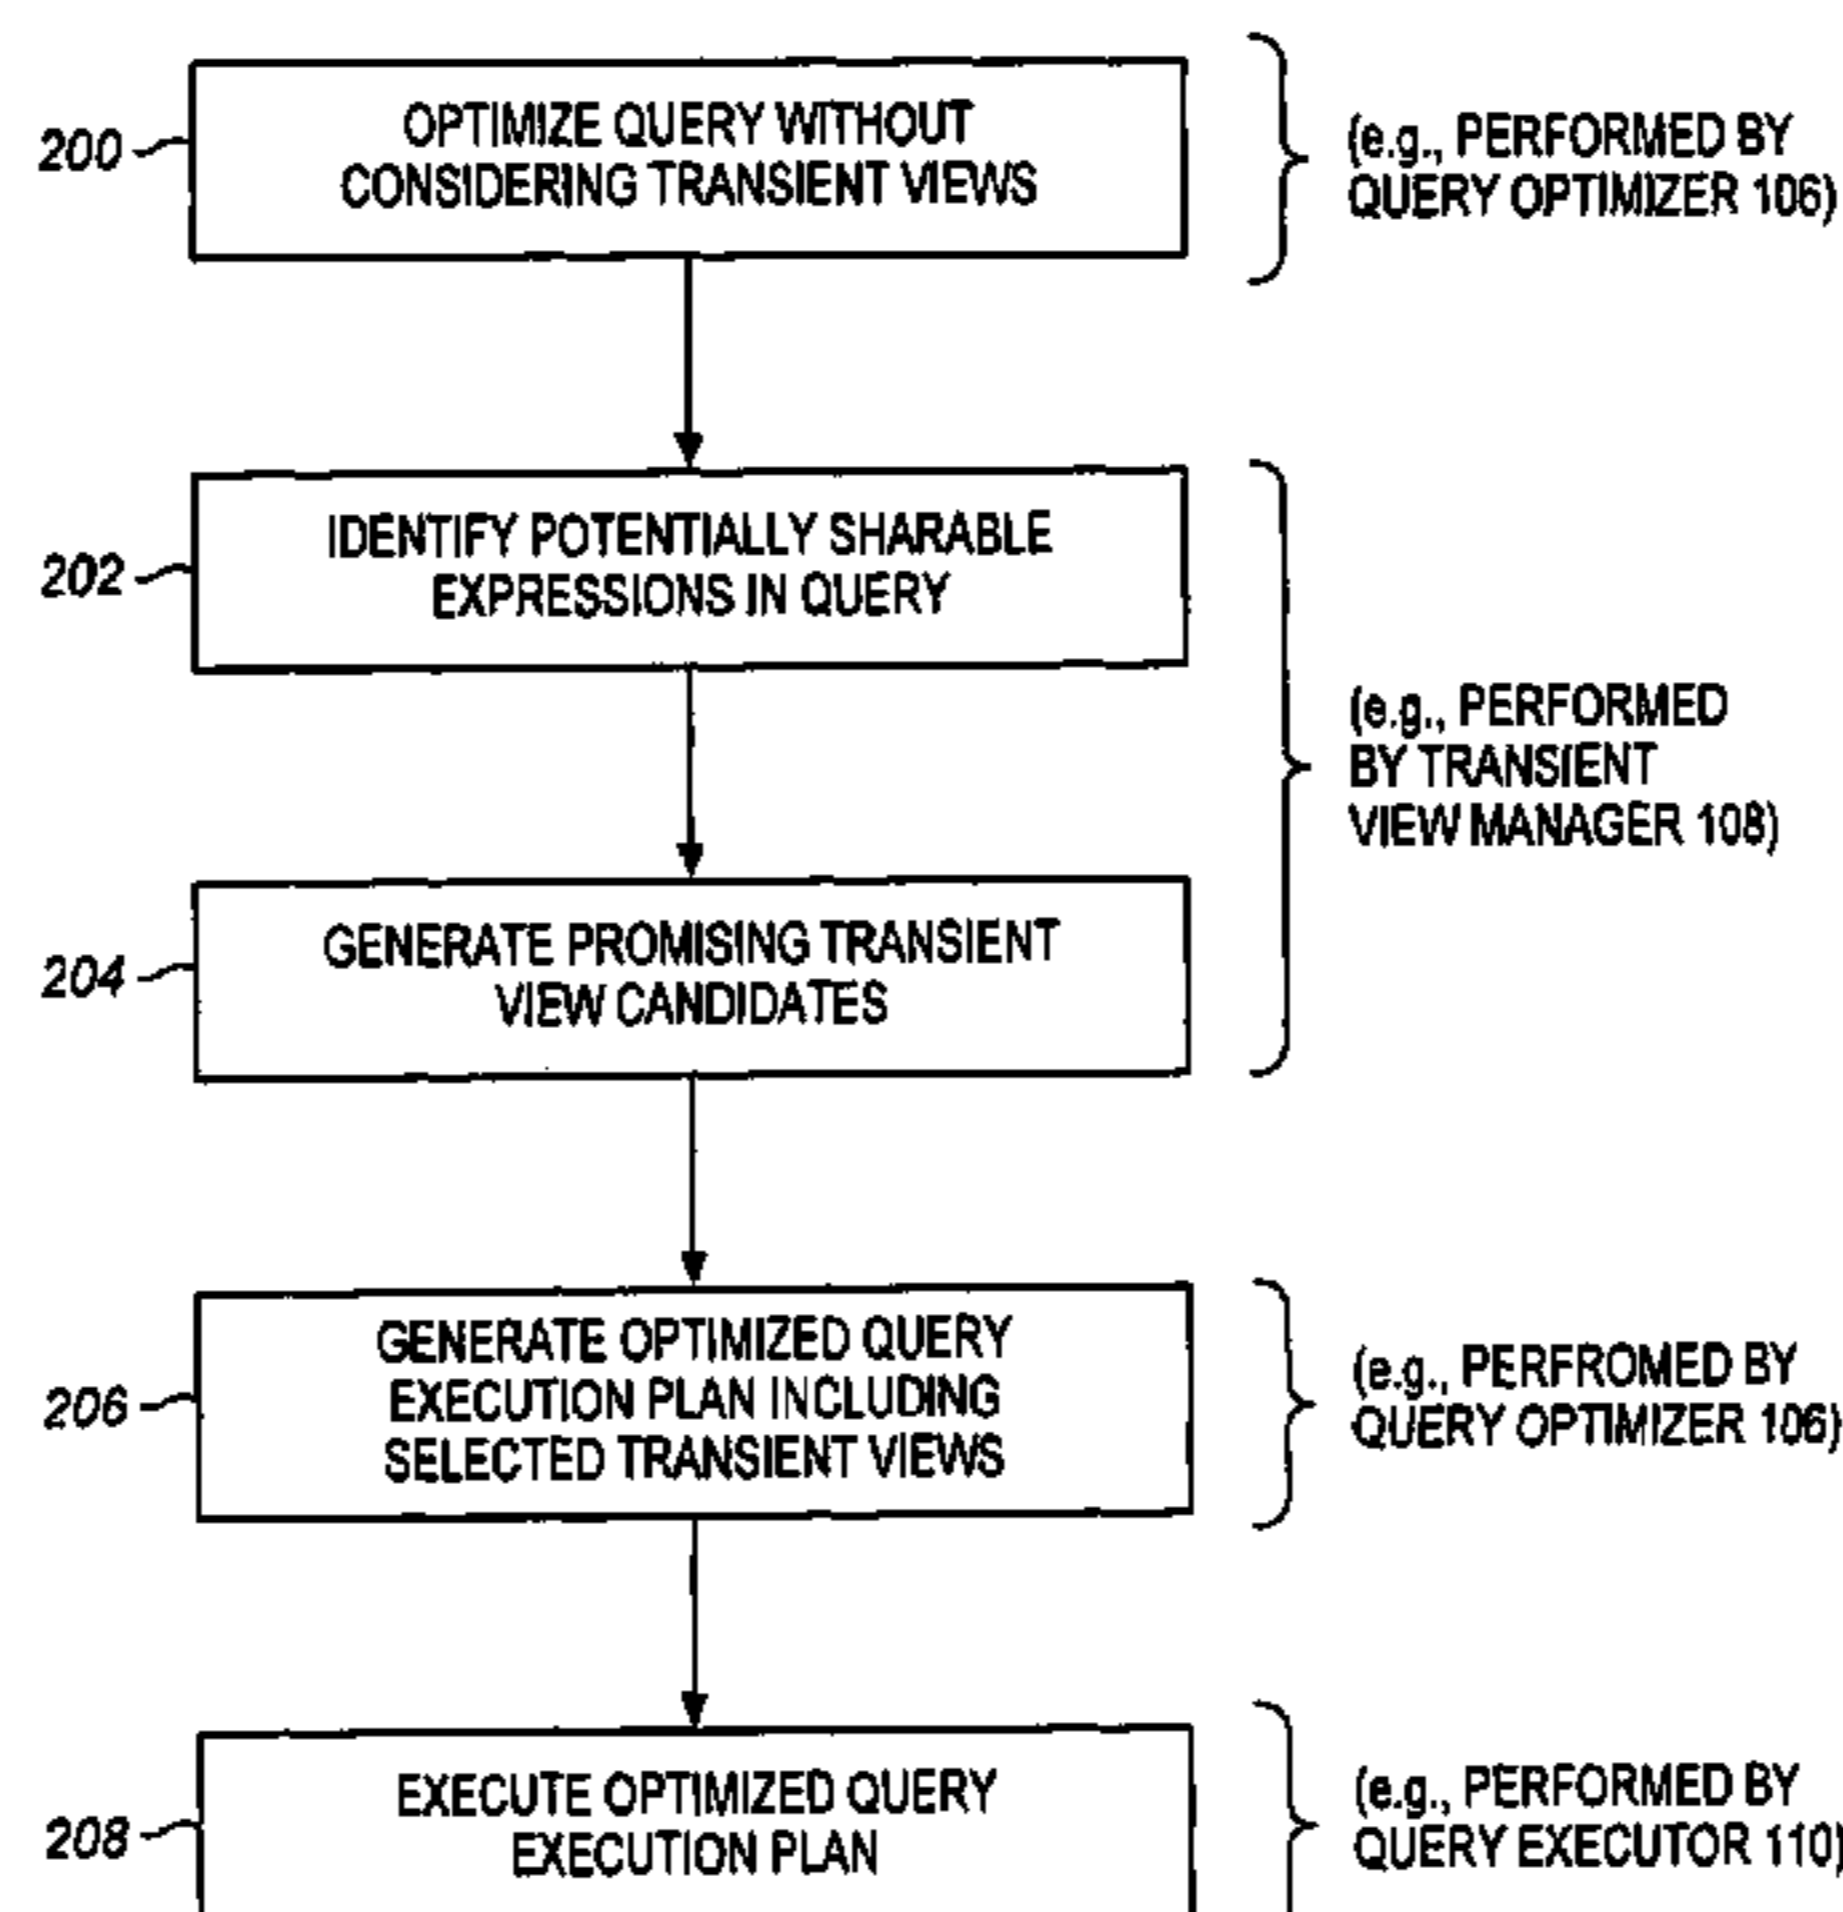 200
OPTIMIZE QUERY WITHOUT
CONSIDERING TRANSIENT VIEWS
(e.g., PERFORMED BY
QUERY OPTIMIZER 106)
202
IDENTIFY POTENTIALLY SHARABLE
EXPRESSIONS IN QUERY
(e.g., PERFORMED
BY TRANSIENT
VIEW MANAGER 108)
204
GENERATE PROMISING TRANSIENT
VIEW CANDIDATES
206
GENERATE OPTIMIZED QUERY
EXECUTION PLAN INCLUDING
SELECTED TRANSIENT VIEWS
(e.g., PERFROMED BY
QUERY OPTIMIZER 106)
208
EXECUTE OPTIMIZED QUERY
EXECUTION PLAN
(e.g., PERFORMED BY
QUERY EXECUTOR 110)